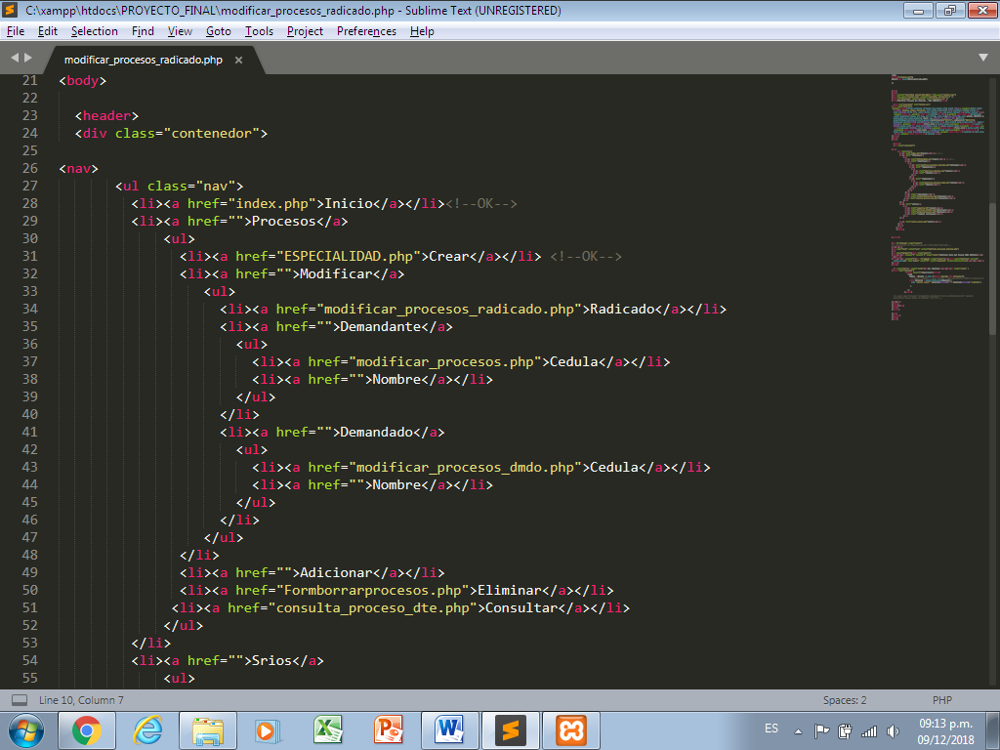 C:\xampp\htdocs\PROYECTO_FINAL\modificar_procesos_radicado.php - Sublime Text (UNREGISTERED)
File Edit Selection Find View Goto Tools Project Preferences Help
modificar_procesos_radicado.php ×
21 <body>
22
23 <header>
24 <div class="contenedor">
25
26 <nav>
27 <ul class="nav">
28 <li><a href="index.php">Inicio</a></li><!--OK-->
29 <li><a href="">Procesos</a>
30 <ul>
31 <li><a href="ESPECIALIDAD.php">Crear</a></li> <!--OK-->
32 <li><a href="">Modificar</a>
33 <ul>
34 <li><a href="modificar_procesos_radicado.php">Radicado</a></li>
35 <li><a href="">Demandante</a>
36 <ul>
37 <li><a href="modificar_procesos.php">Cedula</a></li>
38 <li><a href="">Nombre</a></li>
39 </ul>
40 </li>
41 <li><a href="">Demandado</a>
42 <ul>
43 <li><a href="modificar_procesos_dmdo.php">Cedula</a></li>
44 <li><a href="">Nombre</a></li>
45 </ul>
46 </li>
47 </ul>
48 </li>
49 <li><a href="">Adicionar</a></li>
50 <li><a href="Formborrarprocesos.php">Eliminar</a></li>
51 <li><a href="consulta_proceso_dte.php">Consultar</a></li>
52 </ul>
53 </li>
54 <li><a href="">Srios</a>
55 <ul>
Line 10, Column 7 Spaces: 2 PHP
ES 09:13 p.m.
09/12/2018